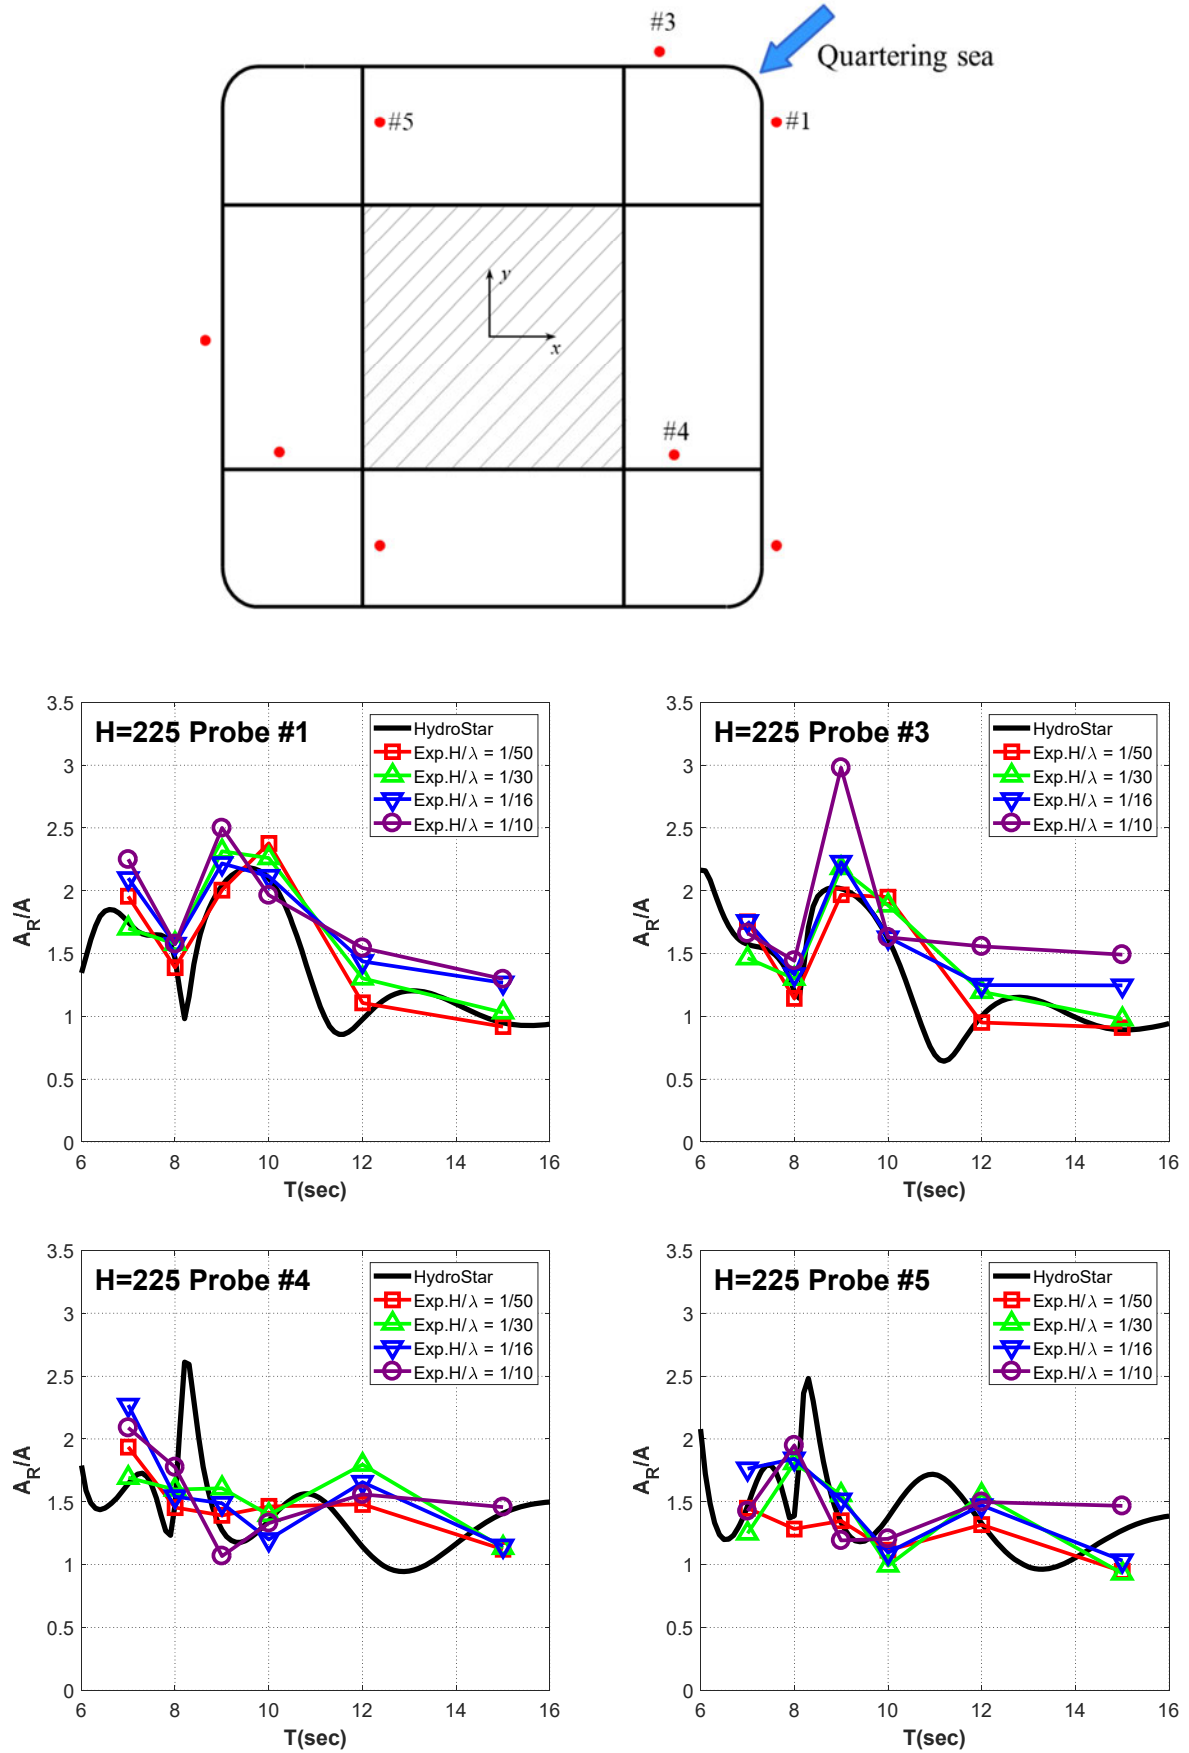 #3
Quartering sea
#5
#1
y
x
#4
H=225 Probe #1
HydroStar
Exp.H/λ = 1/50
Exp.H/λ = 1/30
Exp.H/λ = 1/16
Exp.H/λ = 1/10
A_R/A
3.5
3
2.5
2
1.5
1
0.5
0
6 8 10 12 14 16
T(sec)
H=225 Probe #3
HydroStar
Exp.H/λ = 1/50
Exp.H/λ = 1/30
Exp.H/λ = 1/16
Exp.H/λ = 1/10
A_R/A
3.5
3
2.5
2
1.5
1
0.5
0
6 8 10 12 14 16
T(sec)
H=225 Probe #4
HydroStar
Exp.H/λ = 1/50
Exp.H/λ = 1/30
Exp.H/λ = 1/16
Exp.H/λ = 1/10
A_R/A
3.5
3
2.5
2
1.5
1
0.5
0
6 8 10 12 14 16
T(sec)
H=225 Probe #5
HydroStar
Exp.H/λ = 1/50
Exp.H/λ = 1/30
Exp.H/λ = 1/16
Exp.H/λ = 1/10
A_R/A
3.5
3
2.5
2
1.5
1
0.5
0
6 8 10 12 14 16
T(sec)